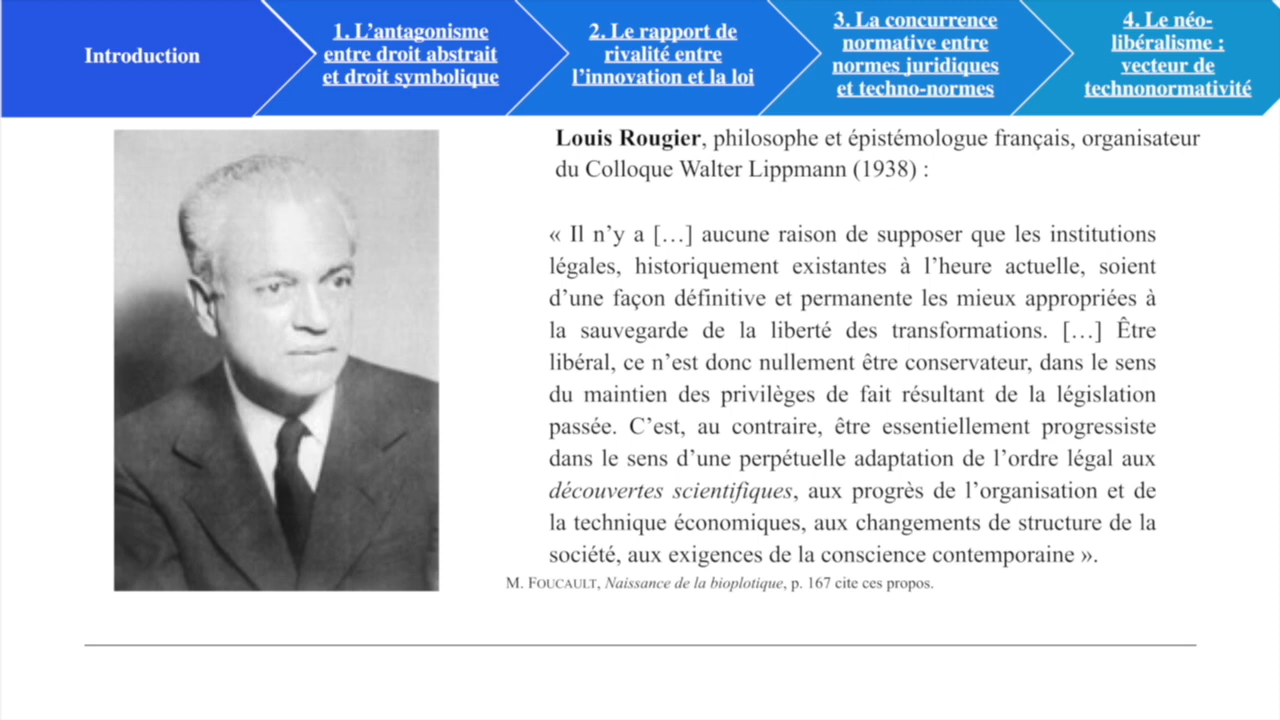 Introduction
1. L’antagonisme
entre droit abstrait
et droit symbolique
2. Le rapport de
rivalité entre
l’innovation et la loi
3. La concurrence
normative entre
normes juridiques
et techno-normes
4. Le néo-
libéralisme :
vecteur de
technonormativité
Louis Rougier, philosophe et épistémologue français, organisateur
du Colloque Walter Lippmann (1938) :
« Il n’y a […] aucune raison de supposer que les institutions
légales, historiquement existantes à l’heure actuelle, soient
d’une façon définitive et permanente les mieux appropriées à
la sauvegarde de la liberté des transformations. […] Être
libéral, ce n’est donc nullement être conservateur, dans le sens
du maintien des privilèges de fait résultant de la législation
passée. C’est, au contraire, être essentiellement progressiste
dans le sens d’une perpétuelle adaptation de l’ordre légal aux
découvertes scientifiques, aux progrès de l’organisation et de
la technique économiques, aux changements de structure de la
société, aux exigences de la conscience contemporaine ».
M. FOUCAULT, Naissance de la bioplotique, p. 167 cite ces propos.